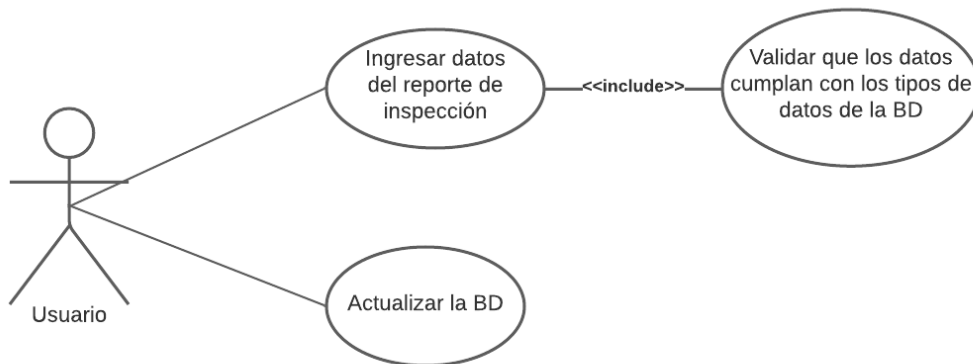 Ingresar datos
del reporte de
inspección
<<include>>
Validar que los datos
cumplan con los tipos de
datos de la BD
Actualizar la BD
Usuario